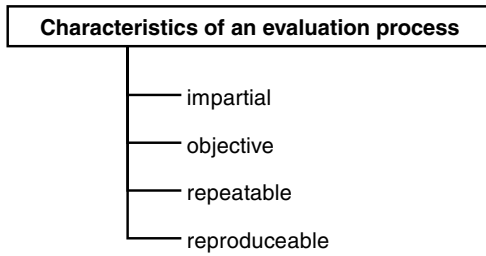 Characteristics of an evaluation process
impartial
objective
repeatable
reproduceable